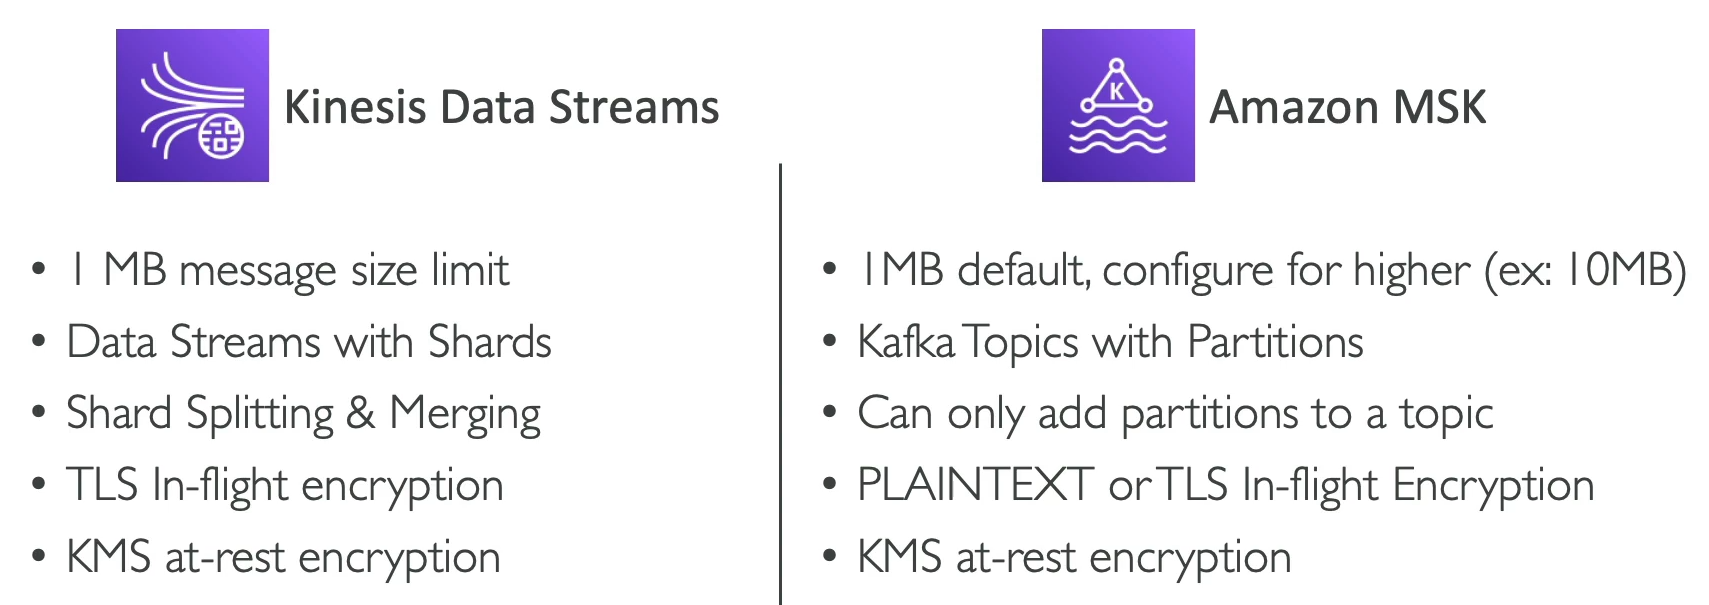 Kinesis Data Streams
• 1 MB message size limit
• Data Streams with Shards
• Shard Splitting & Merging
• TLS In-flight encryption
• KMS at-rest encryption
K
Amazon MSK
• 1MB default, configure for higher (ex: 10MB)
• Kafka Topics with Partitions
• Can only add partitions to a topic
• PLAINTEXT or TLS In-flight Encryption
• KMS at-rest encryption